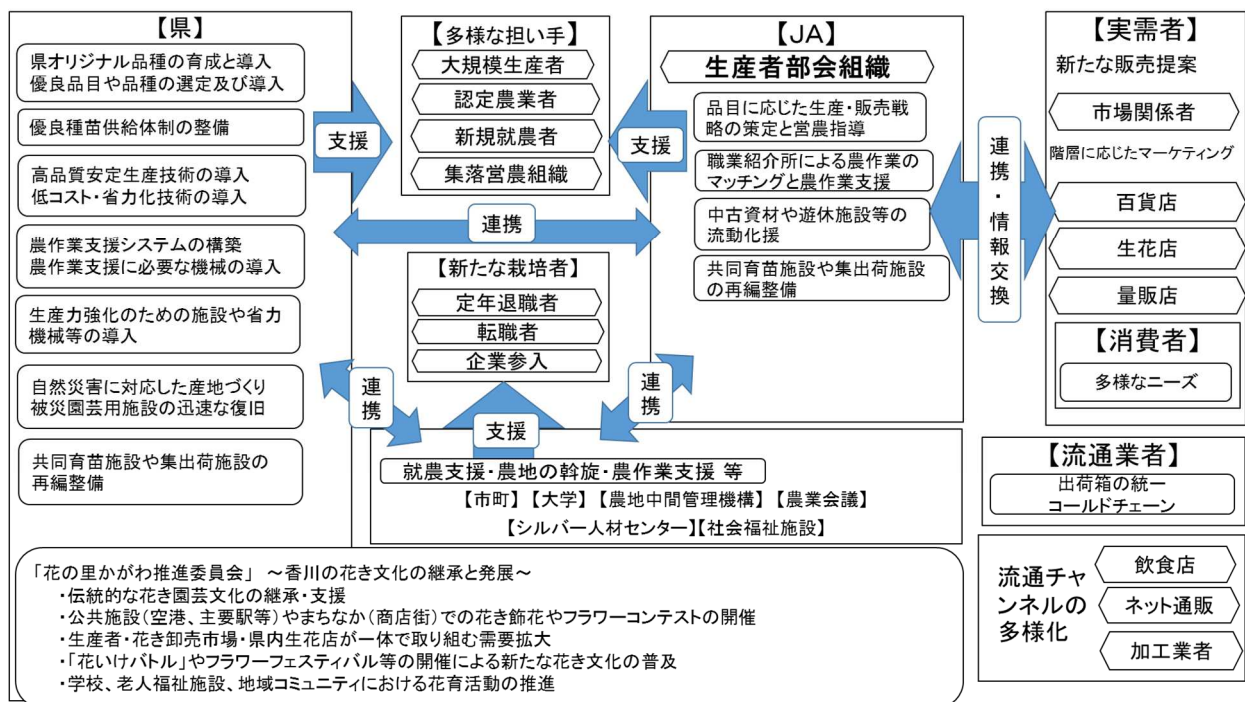 【県】
県オリジナル品種の育成と導入
優良品目や品種の選定及び導入
優良種苗供給体制の整備
高品質安定生産技術の導入
低コスト・省力化技術の導入
農作業支援システムの構築
農作業支援に必要な機械の導入
生産力強化のための施設や省力
機械等の導入
自然災害に対応した産地づくり
被災園芸用施設の迅速な復旧
共同育苗施設や集出荷施設の
再編整備
支援
【多様な担い手】
大規模生産者
認定農業者
新規就農者
集落営農組織
支援
連携
【新たな栽培者】
定年退職者
転職者
企業参入
連携
支援
連携
【JA】
生産者部会組織
品目に応じた生産・販売戦
略の策定と営農指導
職業紹介所による農作業の
マッチングと農作業支援
中古資材や遊休施設等の
流動化援
共同育苗施設や集出荷施設
の再編整備
連携・情報交換
就農支援・農地の斡旋・農作業支援 等
【市町】【大学】【農地中間管理機構】【農業会議】
【シルバー人材センター】【社会福祉施設】
【実需者】
新たな販売提案
市場関係者
階層に応じたマーケティング
百貨店
生花店
量販店
【消費者】
多様なニーズ
【流通業者】
出荷箱の統一
コールドチェーン
流通チャ
ンネルの
多様化
飲食店
ネット通販
加工業者
「花の里かがわ推進委員会」 ～香川の花き文化の継承と発展～
・伝統的な花き園芸文化の継承・支援
・公共施設（空港、主要駅等）やまちなか（商店街）での花き飾花やフラワーコンテストの開催
・生産者・花き卸売市場・県内生花店が一体で取り組む需要拡大
・「花いけバトル」やフラワーフェスティバル等の開催による新たな花き文化の普及
・学校、老人福祉施設、地域コミュニティにおける花育活動の推進